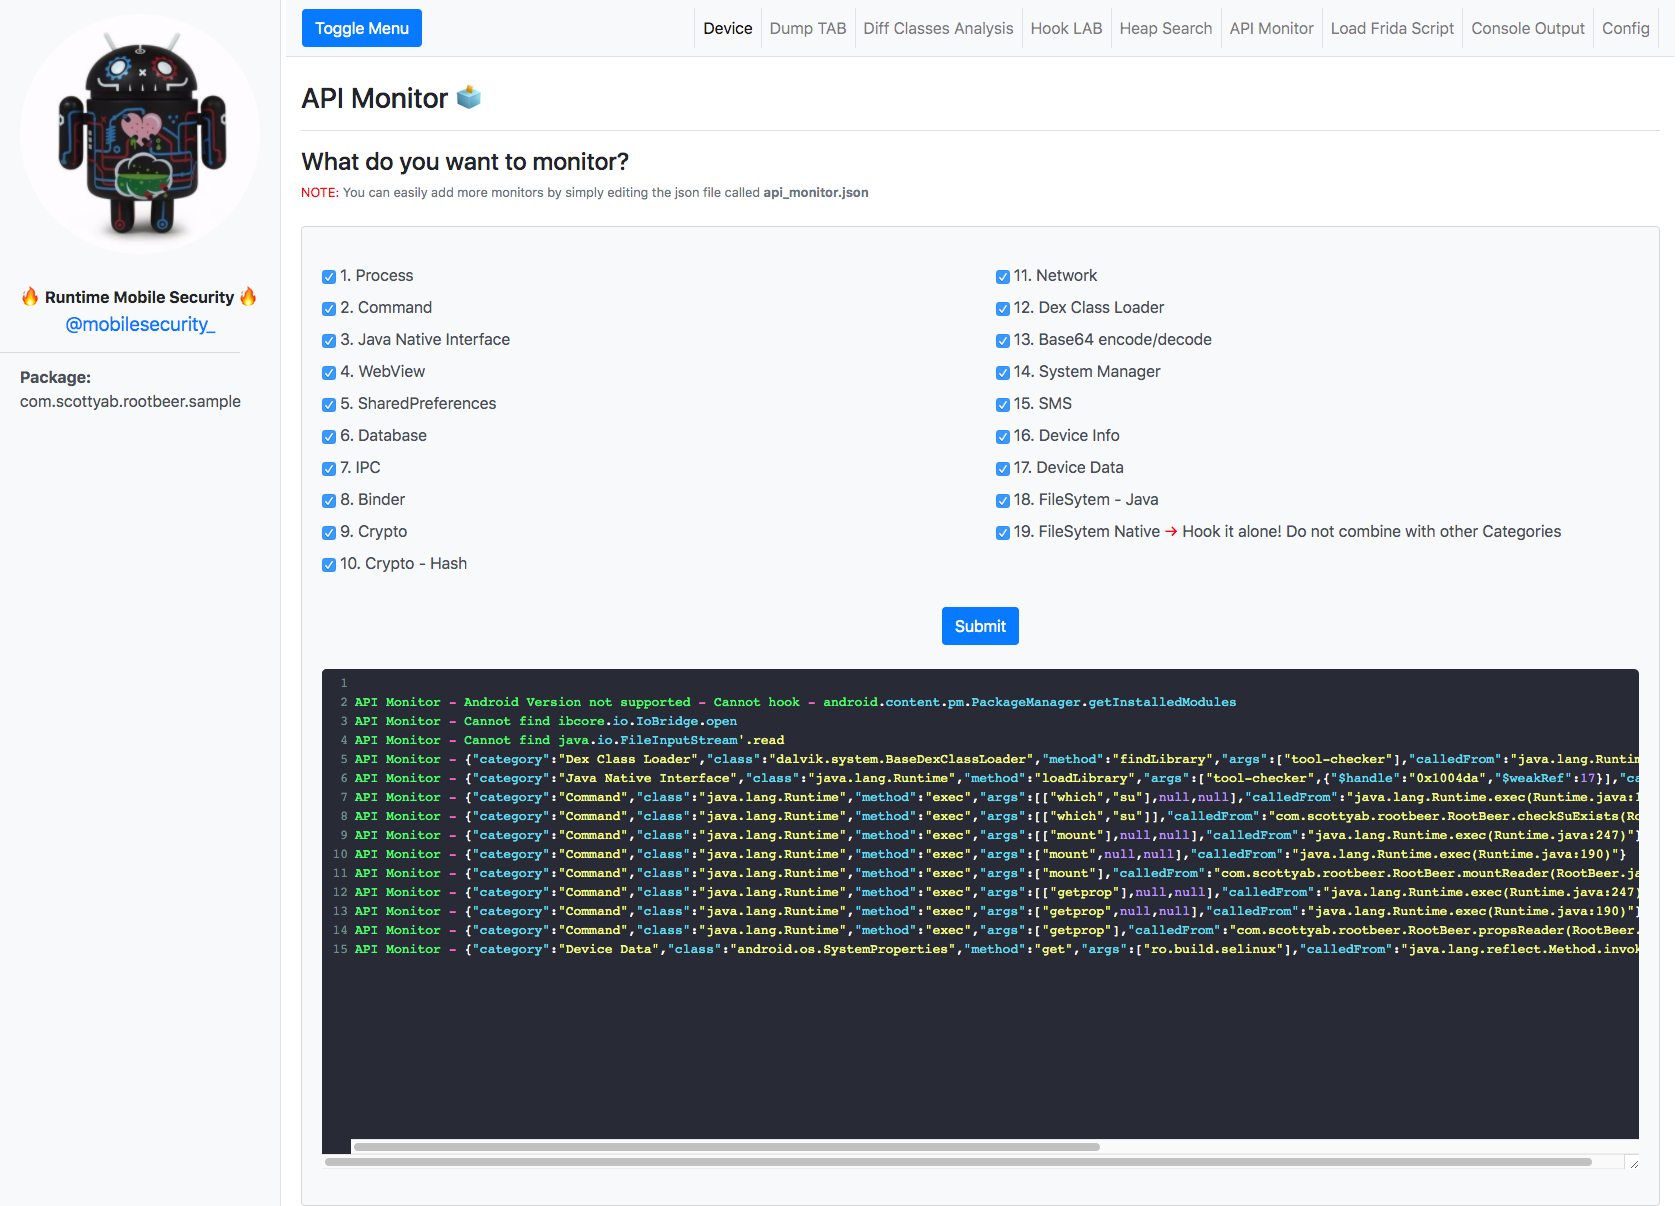 Toggle Menu
Device
Dump TAB
Diff Classes Analysis
Hook LAB
Heap Search
API Monitor
Load Frida Script
Console Output
Config
🔥 Runtime Mobile Security 🔥
@mobilesecurity_
Package:
com.scottyab.rootbeer.sample
API Monitor
What do you want to monitor?
NOTE: You can easily add more monitors by simply editing the json file called api_monitor.json
1. Process
2. Command
3. Java Native Interface
4. WebView
5. SharedPreferences
6. Database
7. IPC
8. Binder
9. Crypto
10. Crypto - Hash
11. Network
12. Dex Class Loader
13. Base64 encode/decode
14. System Manager
15. SMS
16. Device Info
17. Device Data
18. FileSytem - Java
19. FileSytem Native → Hook it alone! Do not combine with other Categories
Submit
1
2 API Monitor - Android Version not supported - Cannot hook - android.content.pm.PackageManager.getInstalledModules
3 API Monitor - Cannot find ibcore.io.IoBridge.open
4 API Monitor - Cannot find java.io.FileInputStream'.read
5 API Monitor - {"category":"Dex Class Loader","class":"dalvik.system.BaseDexClassLoader","method":"findLibrary","args":["tool-checker"],"calledFrom":"java.lang.Runtim
6 API Monitor - {"category":"Java Native Interface","class":"java.lang.Runtime","method":"loadLibrary","args":["tool-checker",{"$handle":"0x1004da","$weakRef":17}],"ca
7 API Monitor - {"category":"Command","class":"java.lang.Runtime","method":"exec","args":[["which","su"],null,null],"calledFrom":"java.lang.Runtime.exec(Runtime.java:
8 API Monitor - {"category":"Command","class":"java.lang.Runtime","method":"exec","args":[["which","su"]],"calledFrom":"com.scottyab.rootbeer.RootBeer.checkSuExists(Ro
9 API Monitor - {"category":"Command","class":"java.lang.Runtime","method":"exec","args":[["mount"],null,null],"calledFrom":"java.lang.Runtime.exec(Runtime.java:247)"}
10 API Monitor - {"category":"Command","class":"java.lang.Runtime","method":"exec","args":["mount",null,null],"calledFrom":"java.lang.Runtime.exec(Runtime.java:190)"}
11 API Monitor - {"category":"Command","class":"java.lang.Runtime","method":"exec","args":["mount"],"calledFrom":"com.scottyab.rootbeer.RootBeer.mountReader(RootBeer.ja
12 API Monitor - {"category":"Command","class":"java.lang.Runtime","method":"exec","args":[["getprop"],null,null],"calledFrom":"java.lang.Runtime.exec(Runtime.java:247)
13 API Monitor - {"category":"Command","class":"java.lang.Runtime","method":"exec","args":["getprop",null,null],"calledFrom":"java.lang.Runtime.exec(Runtime.java:190)"}
14 API Monitor - {"category":"Command","class":"java.lang.Runtime","method":"exec","args":["getprop"],"calledFrom":"com.scottyab.rootbeer.RootBeer.propsReader(RootBeer.
15 API Monitor - {"category":"Device Data","class":"android.os.SystemProperties","method":"get","args":["ro.build.selinux"],"calledFrom":"java.lang.reflect.Method.invok